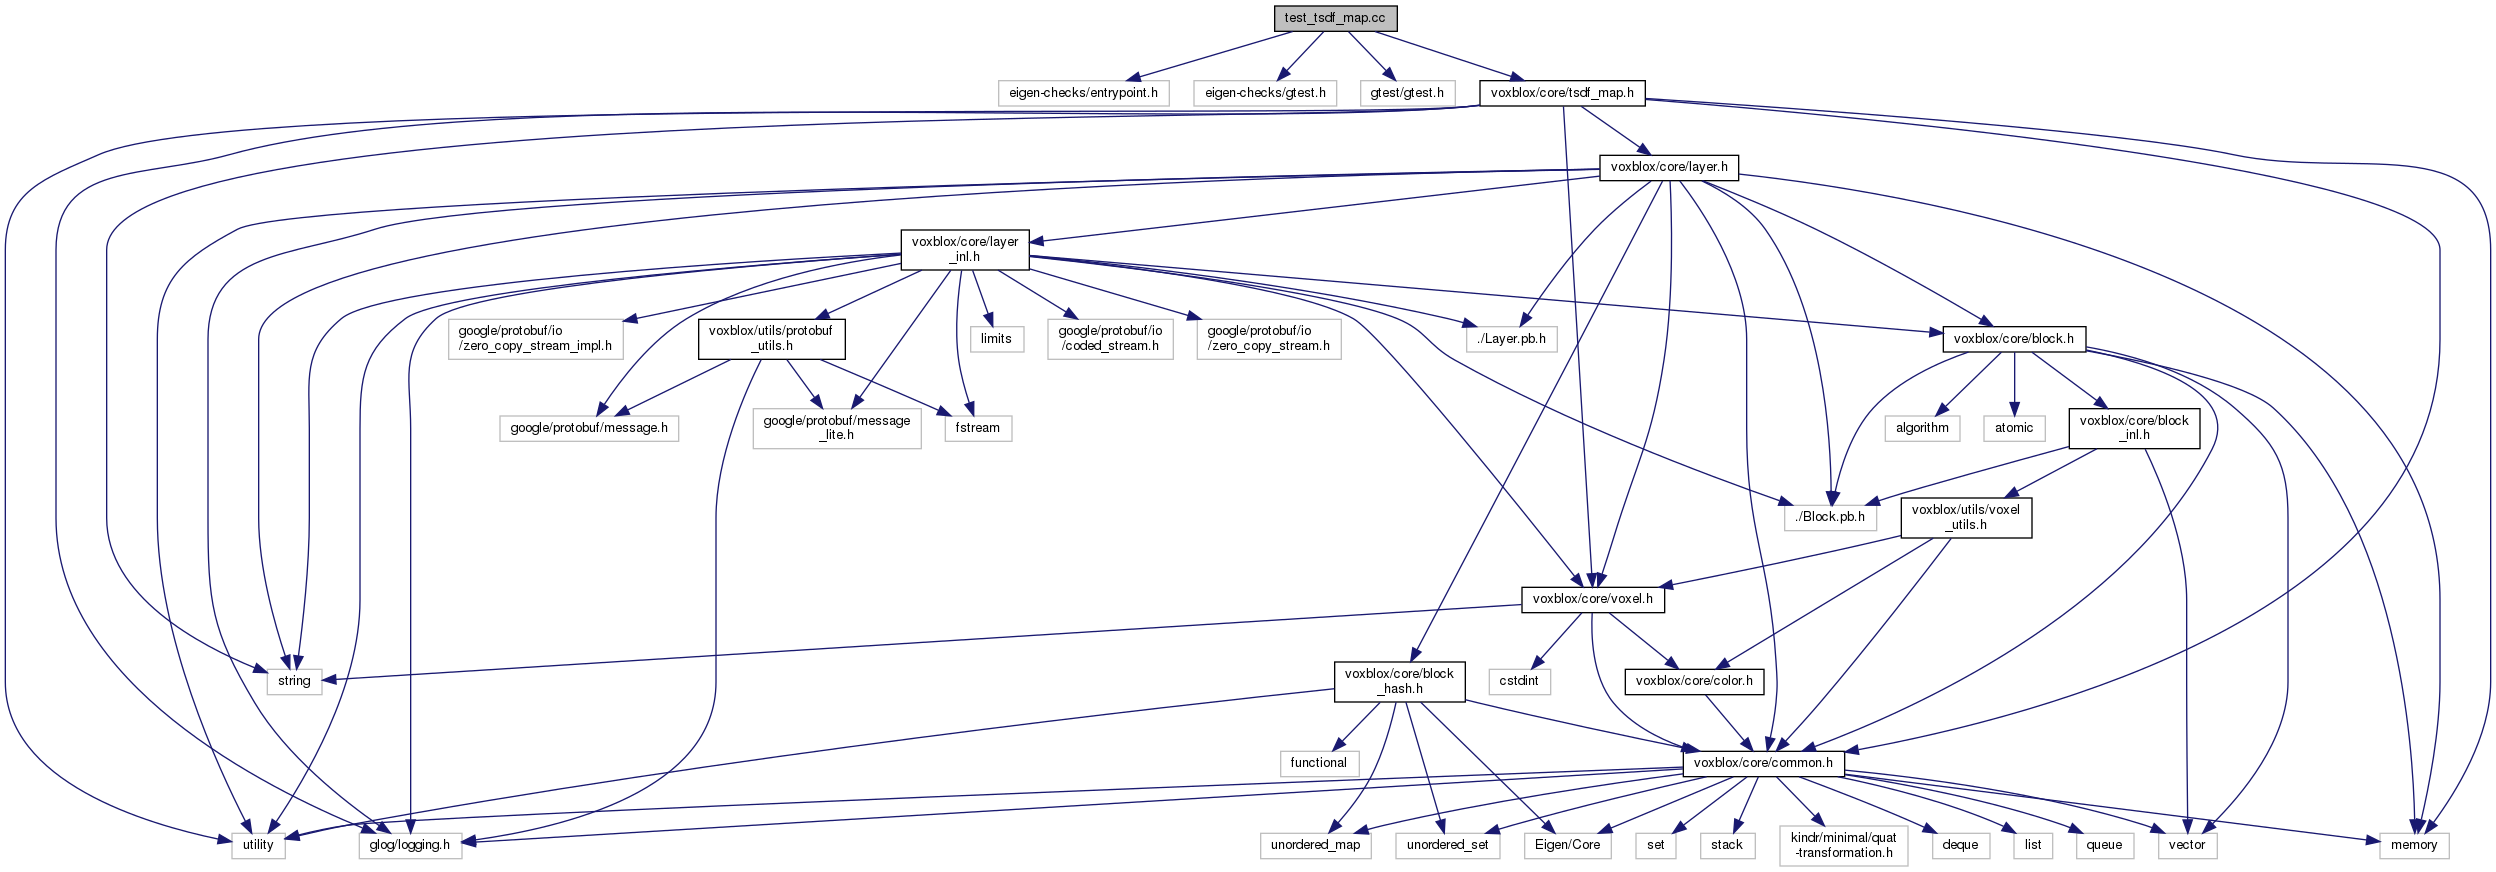 test_tsdf_map.cc
eigen-checks/entrypoint.h
eigen-checks/gtest.h
gtest/gtest.h
voxblox/core/tsdf_map.h
voxblox/core/layer.h
voxblox/core/layer
_inl.h
google/protobuf/io
/zero_copy_stream_impl.h
voxblox/utils/protobuf
_utils.h
limits
google/protobuf/io
/coded_stream.h
google/protobuf/io
/zero_copy_stream.h
./Layer.pb.h
voxblox/core/block.h
google/protobuf/message.h
google/protobuf/message
_lite.h
fstream
algorithm
atomic
voxblox/core/block
_inl.h
./Block.pb.h
voxblox/utils/voxel
_utils.h
voxblox/core/voxel.h
string
voxblox/core/block
_hash.h
cstdint
voxblox/core/color.h
functional
voxblox/core/common.h
utility
glog/logging.h
unordered_map
unordered_set
Eigen/Core
set
stack
kindr/minimal/quat
-transformation.h
deque
list
queue
vector
memory